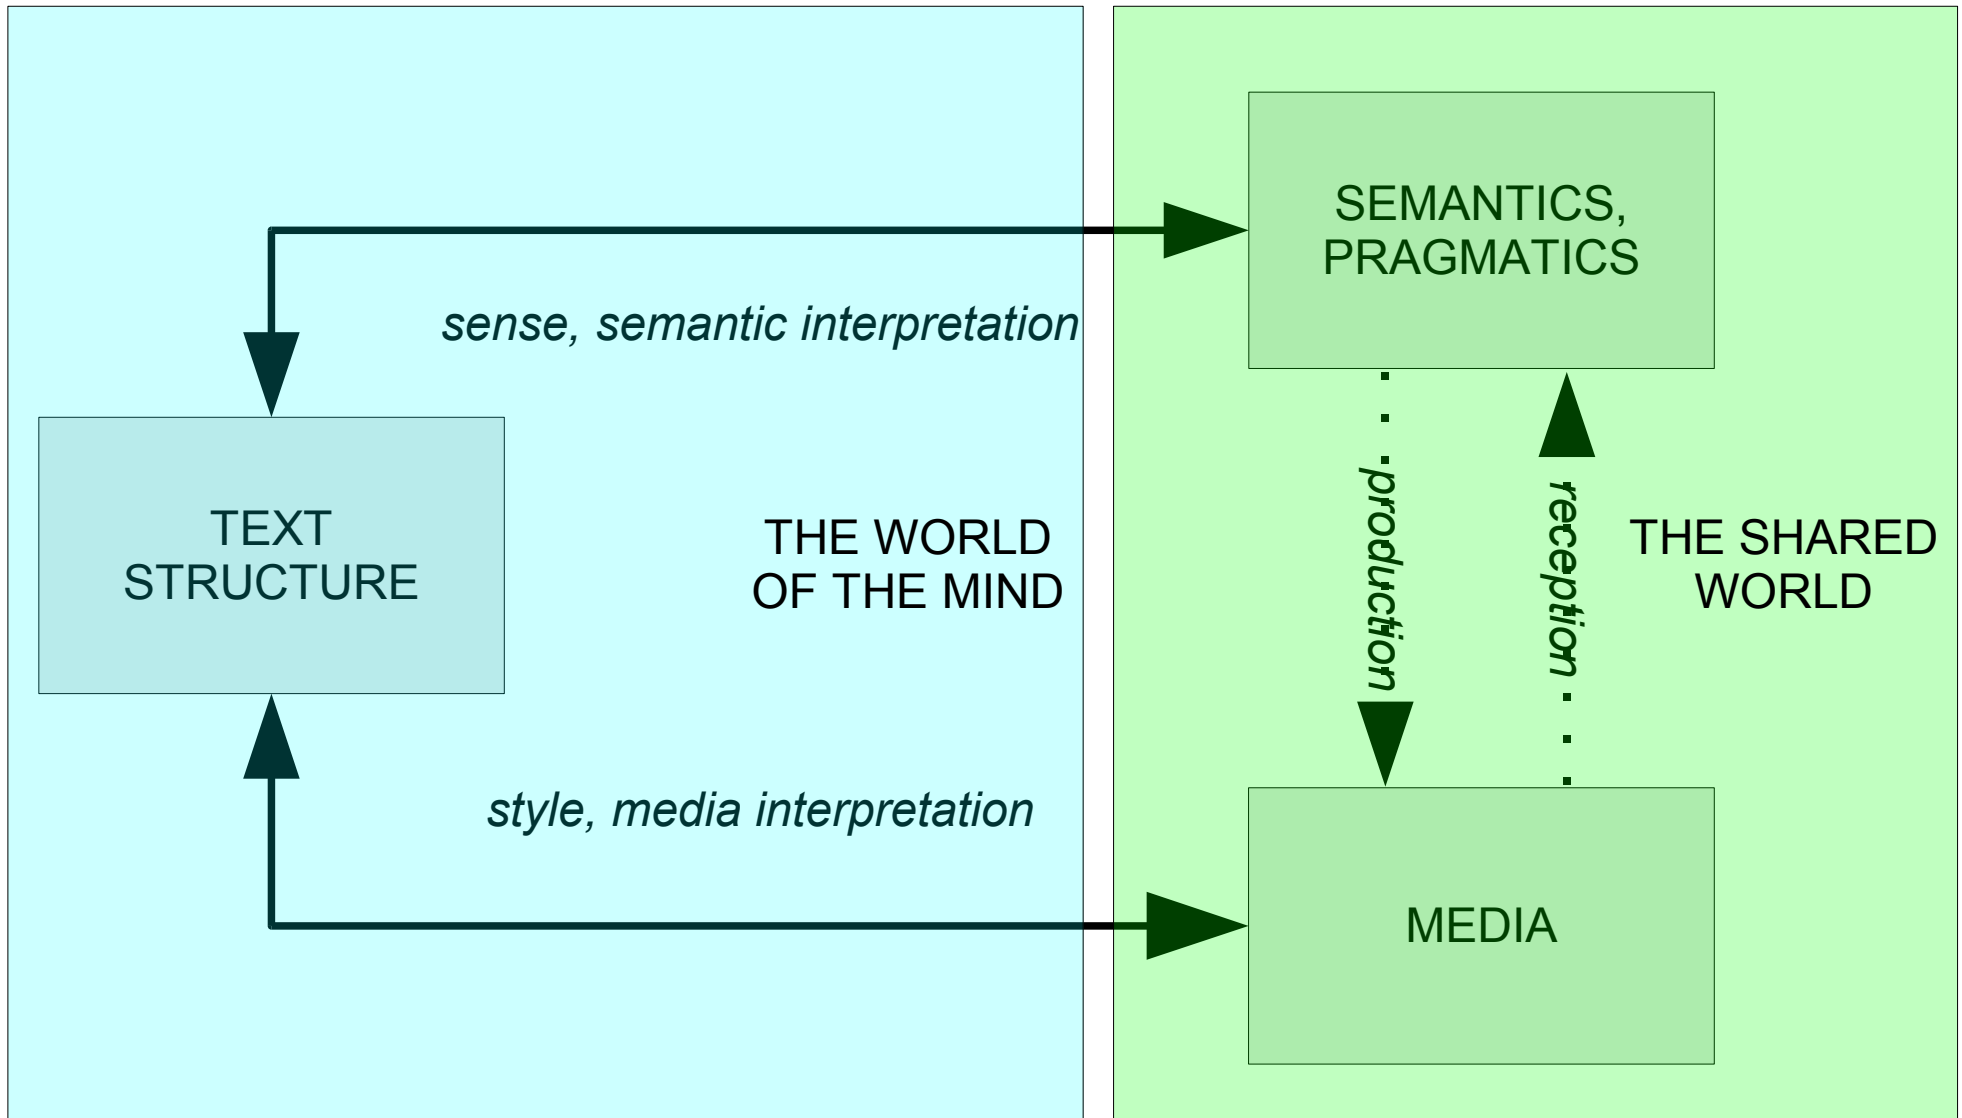 SEMANTICS,
PRAGMATICS
sense, semantic interpretation
TEXT
STRUCTURE
THE WORLD
OF THE MIND
production
reception
THE SHARED
WORLD
style, media interpretation
MEDIA